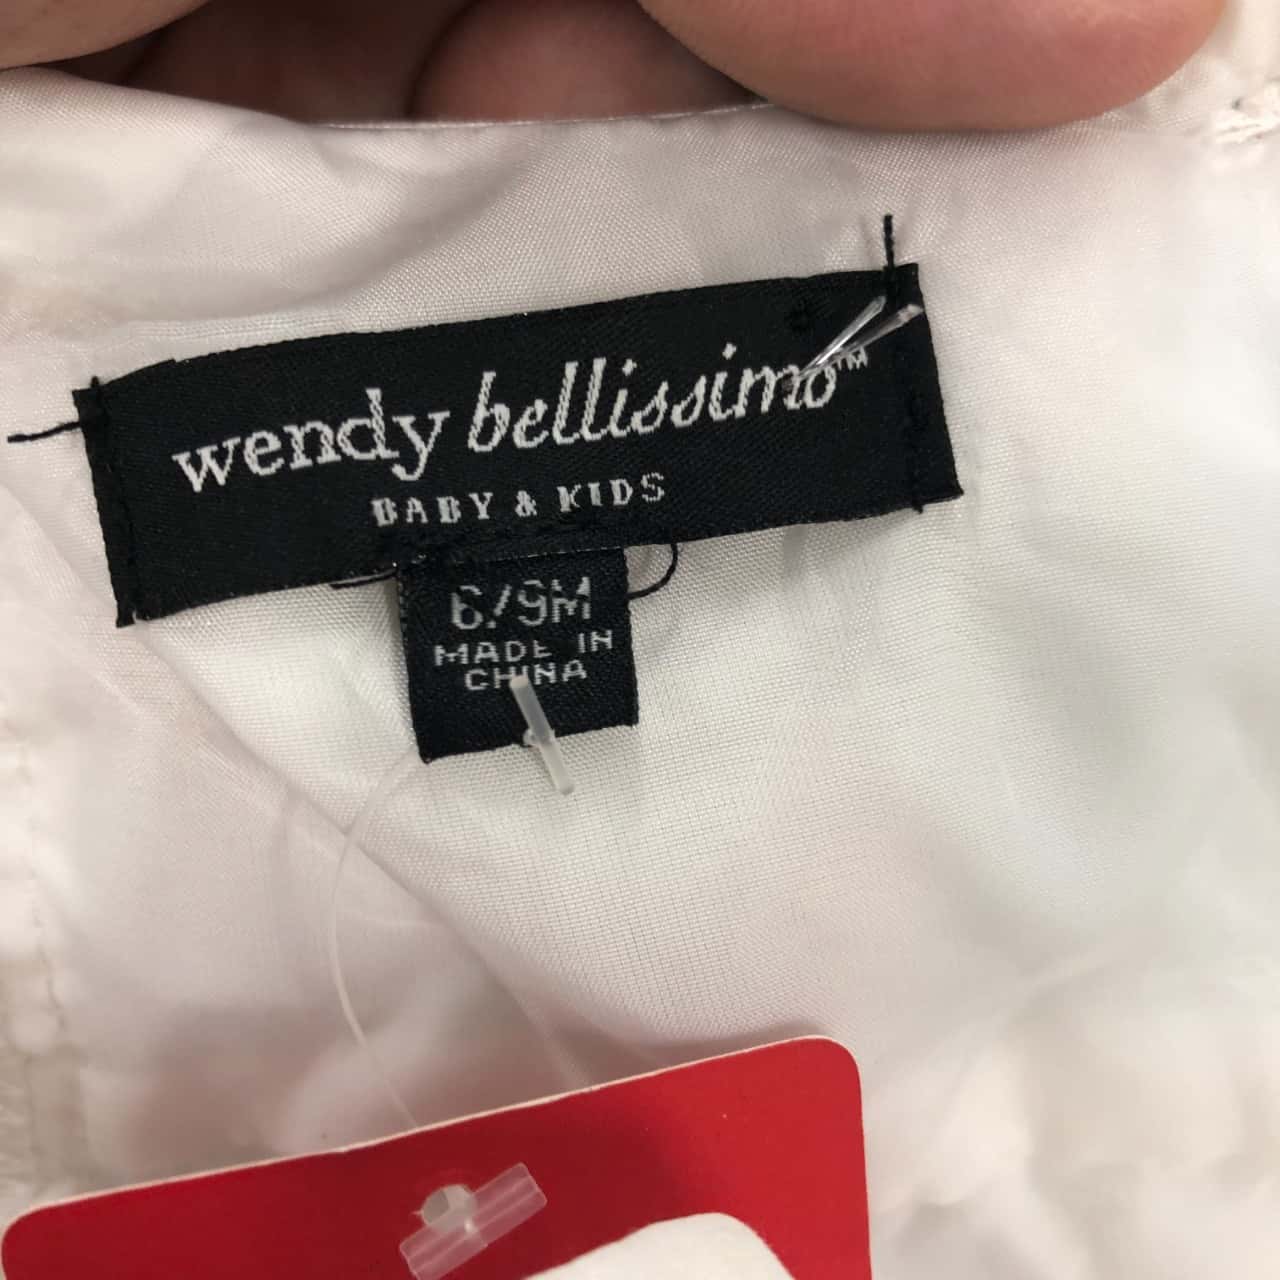 wendy bellissimo™
BABY & KIDS
6/9M
MADE IN
CHINA